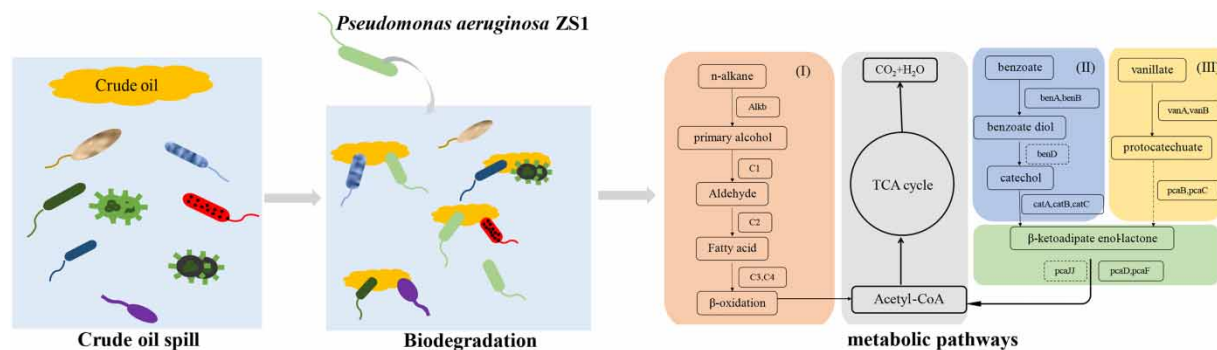 Pseudomonas aeruginosa ZS1
Crude oil
Crude oil spill
Biodegradation
n-alkane
(I)
Alkb
primary alcohol
C1
Aldehyde
C2
Fatty acid
C3,C4
β-oxidation
CO₂+H₂O
TCA cycle
Acetyl-CoA
benzoate
(II)
benA,benB
benzoate diol
benD
catechol
catA,catB,catC
vanillate
(III)
vanA,vanB
protocatechuate
pcaB,pcaC
β-ketoadipate enol-lactone
pcaJJ
pcaD,pcaF
metabolic pathways